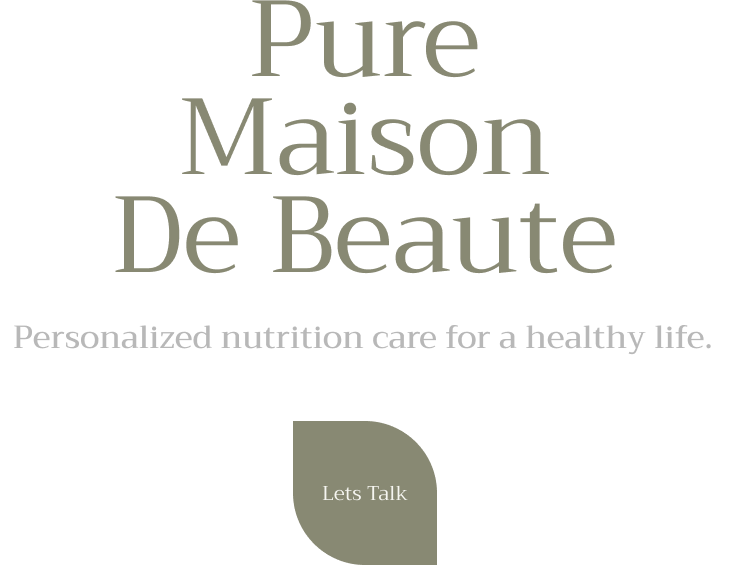 Pure
Maison
De Beaute
Personalized nutrition care for a healthy life.
Lets Talk